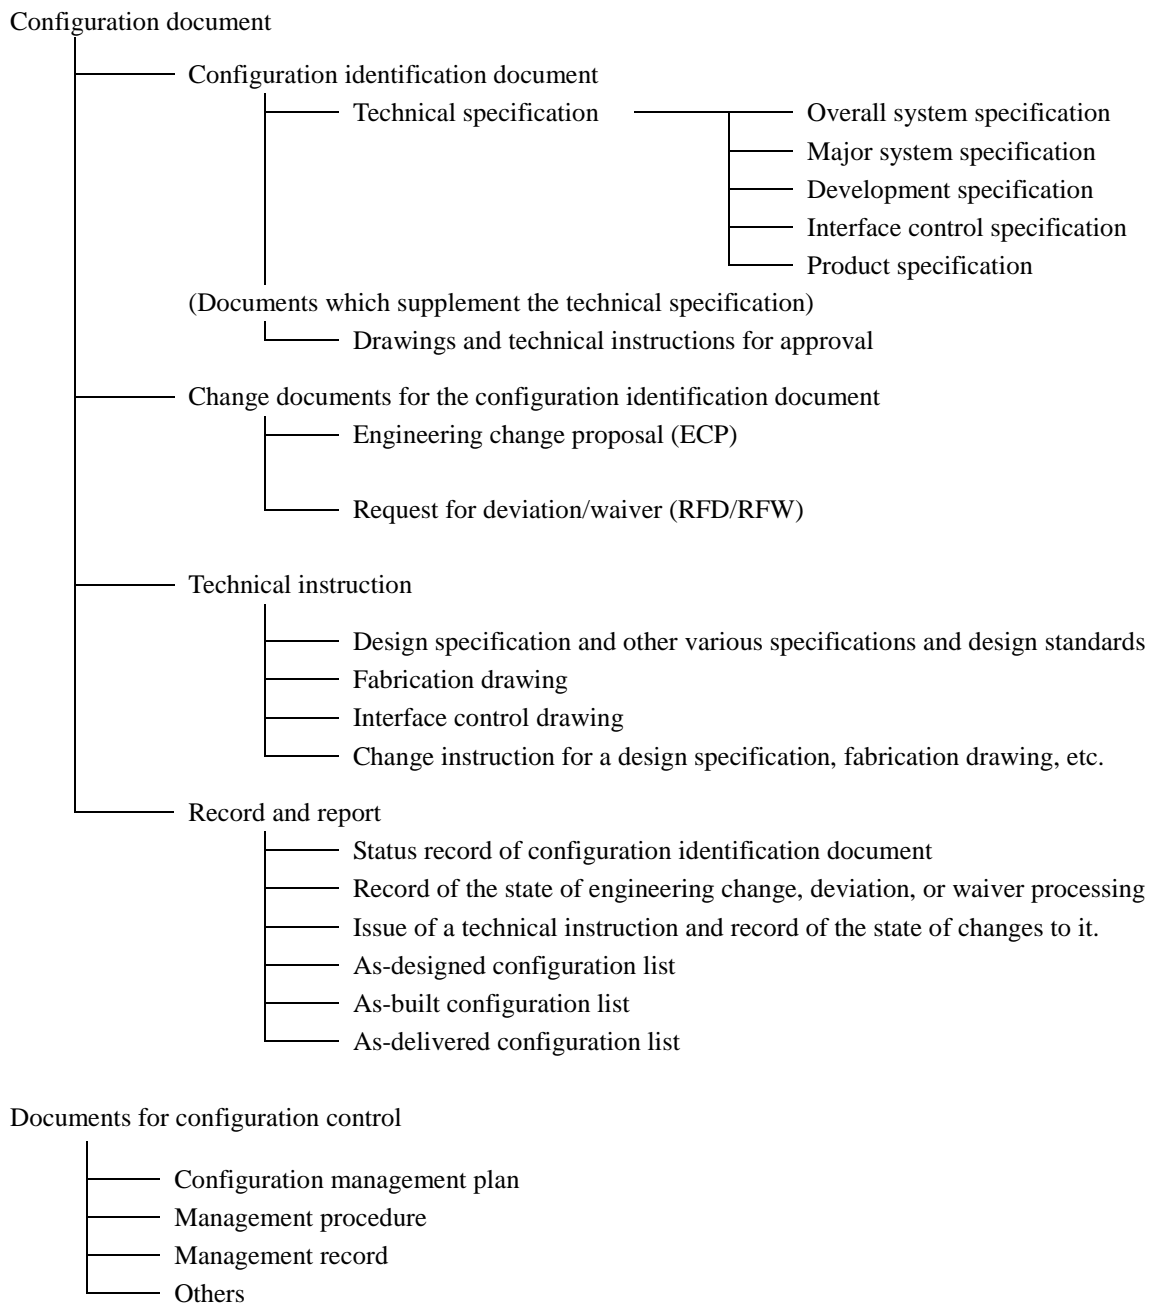 Configuration document
Configuration identification document
Technical specification
Overall system specification
Major system specification
Development specification
Interface control specification
Product specification
(Documents which supplement the technical specification)
Drawings and technical instructions for approval
Change documents for the configuration identification document
Engineering change proposal (ECP)
Request for deviation/waiver (RFD/RFW)
Technical instruction
Design specification and other various specifications and design standards
Fabrication drawing
Interface control drawing
Change instruction for a design specification, fabrication drawing, etc.
Record and report
Status record of configuration identification document
Record of the state of engineering change, deviation, or waiver processing
Issue of a technical instruction and record of the state of changes to it.
As-designed configuration list
As-built configuration list
As-delivered configuration list
Documents for configuration control
Configuration management plan
Management procedure
Management record
Others